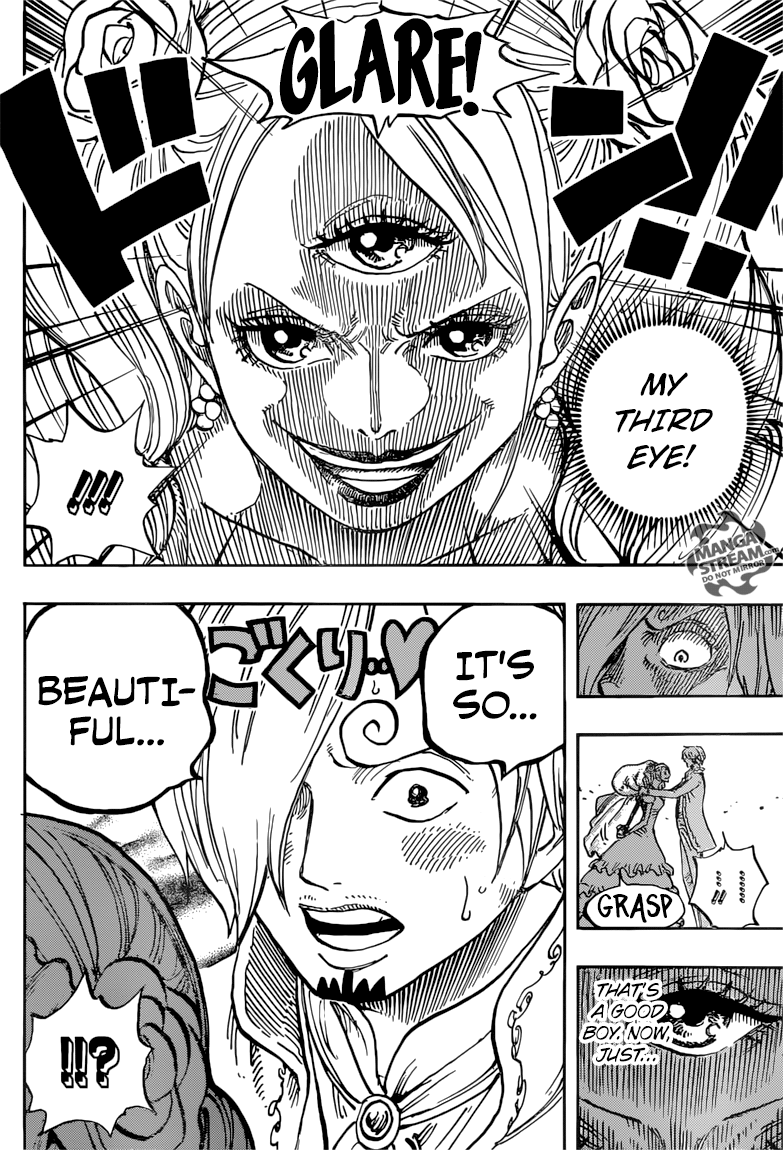 GLARE!
ドン!!
MY
THIRD
EYE!
!!!
MANGA
STREAM.com
DO NOT MIRROR
GRASP
…!! ……
THAT'S
A GOOD
BOY, NOW,
JUST...
IT'S
SO...
ごくり..♥
BEAUTI-
FUL...
!!?